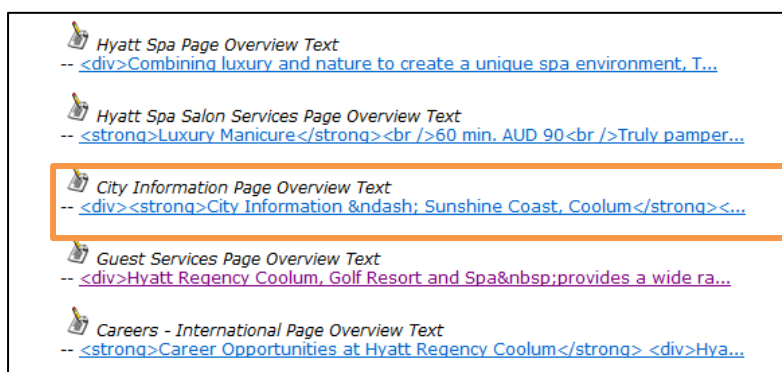 Hyatt Spa Page Overview Text
-- <div>Combining luxury and nature to create a unique spa environment, T...
Hyatt Spa Salon Services Page Overview Text
-- <strong>Luxury Manicure</strong><br />60 min. AUD 90<br />Truly pamper...
City Information Page Overview Text
-- <div><strong>City Information &ndash; Sunshine Coast, Coolum</strong><...
Guest Services Page Overview Text
-- <div>Hyatt Regency Coolum, Golf Resort and Spa&nbsp;provides a wide ra...
Careers - International Page Overview Text
-- <strong>Career Opportunities at Hyatt Regency Coolum</strong> <div>Hya...